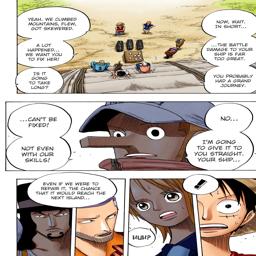 YEAH. WE CLIMBED
MOUNTAINS, FLEW,
GOT SKEWERED.
A LOT
HAPPENED...
WE WANT YOU
TO FIX HER!
IS IT
GOING TO
TAKE LONG?
NOW, WAIT.
IN SHORT...
...THE BATTLE
DAMAGE TO YOUR
SHIP IS FAR
TOO GREAT.
YOU PROBABLY
HAD A GRAND
JOURNEY.
...CAN'T BE
FIXED?
NOT EVEN
WITH OUR
SKILLS!
NO...
I'M GOING
TO GIVE IT TO
YOU STRAIGHT.
YOUR SHIP...
EVEN IF WE WERE TO
REPAIR IT, THE CHANCE
THAT IT WOULD REACH THE
NEXT ISLAND...
HUH?
!